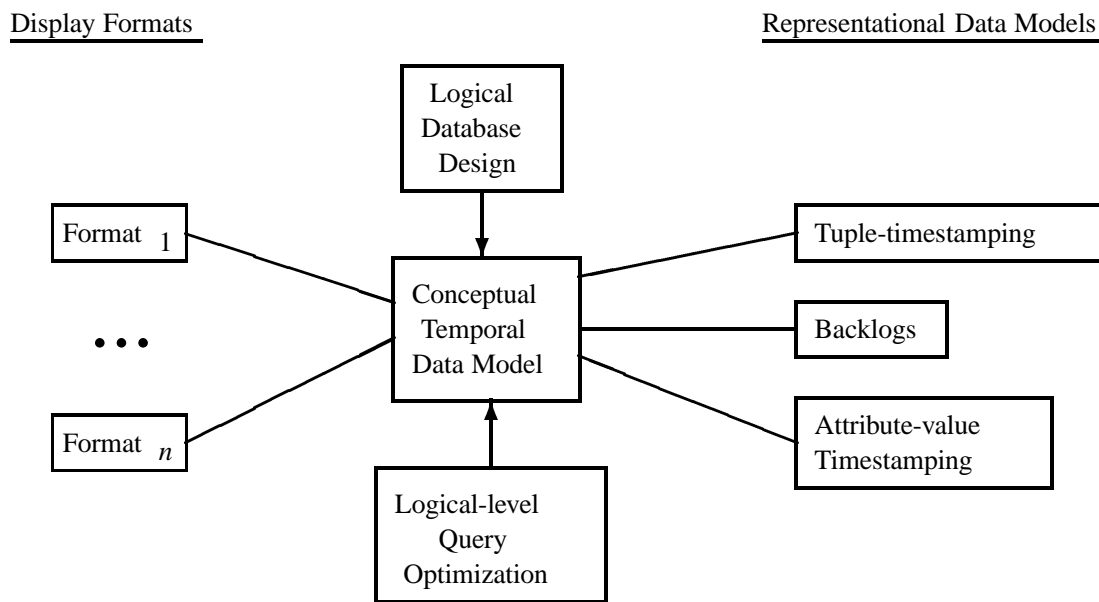 Display Formats
Representational Data Models
Logical
Database
Design
Format 1
Tuple-timestamping
Conceptual
Temporal
Data Model
Backlogs
...
Format n
Attribute-value
Timestamping
Logical-level
Query
Optimization